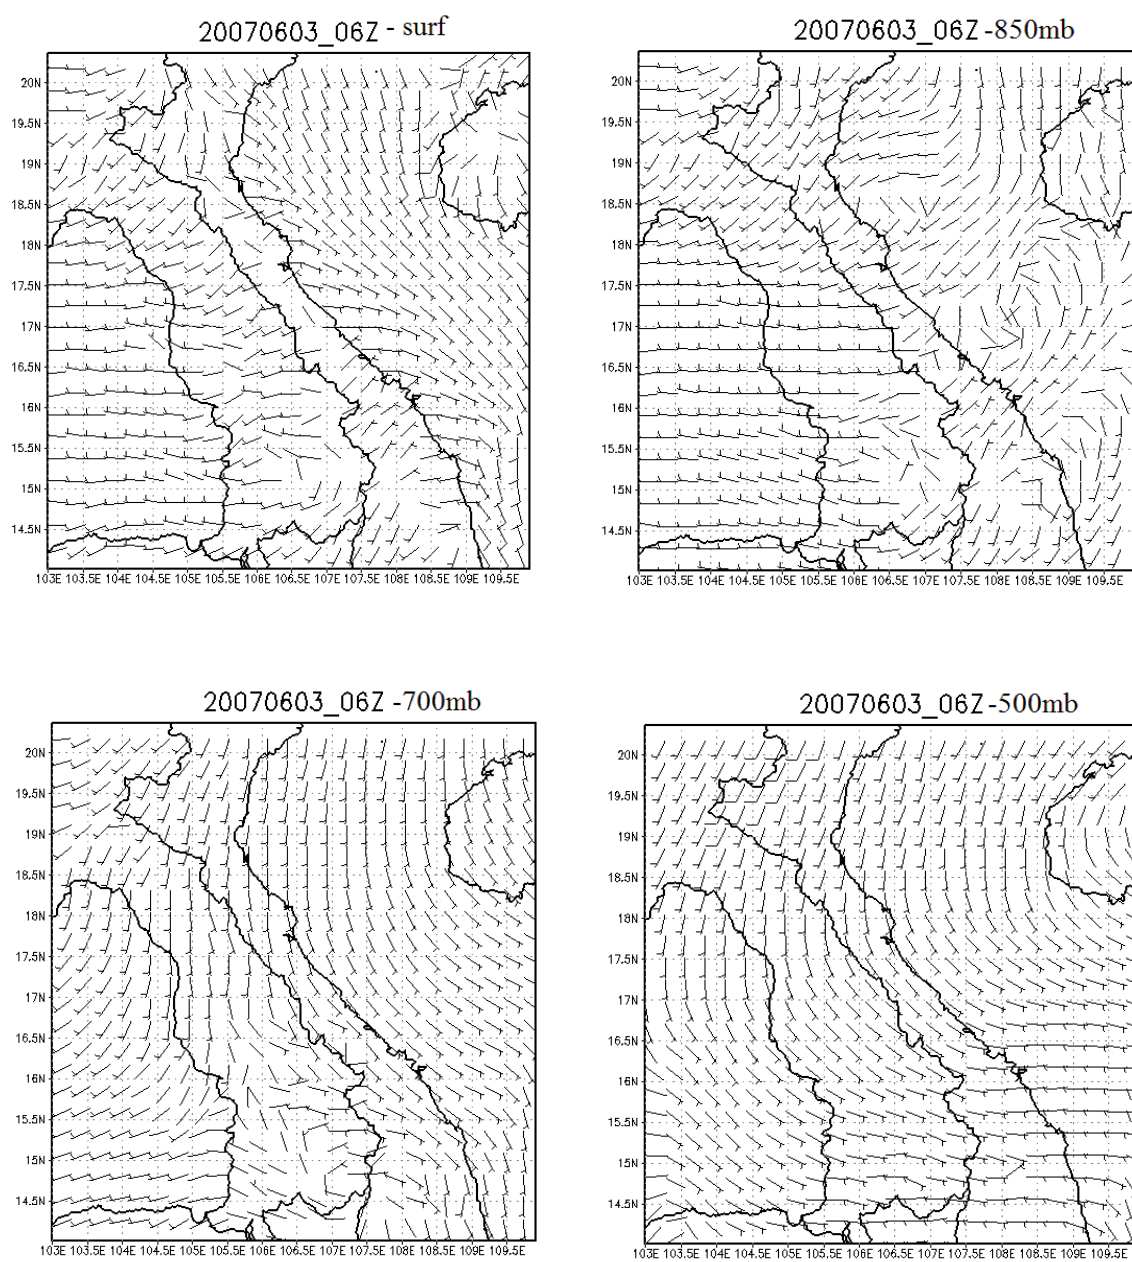 20070603_06Z - surf
20N
19.5N
19N
18.5N
18N
17.5N
17N
16.5N
16N
15.5N
15N
14.5N
103E 103.5E 104E 104.5E 105E 105.5E 106E 106.5E 107E 107.5E 108E 108.5E 109E 109.5E
20070603_06Z -850mb
20N
19.5N
19N
18.5N
18N
17.5N
17N
16.5N
16N
15.5N
15N
14.5N
103E 103.5E 104E 104.5E 105E 105.5E 106E 106.5E 107E 107.5E 108E 108.5E 109E 109.5E
20070603_06Z -700mb
20N
19.5N
19N
18.5N
18N
17.5N
17N
16.5N
16N
15.5N
15N
14.5N
103E 103.5E 104E 104.5E 105E 105.5E 106E 106.5E 107E 107.5E 108E 108.5E 109E 109.5E
20070603_06Z -500mb
20N
19.5N
19N
18.5N
18N
17.5N
17N
16.5N
16N
15.5N
15N
14.5N
103E 103.5E 104E 104.5E 105E 105.5E 106E 106.5E 107E 107.5E 108E 108.5E 109E 109.5E